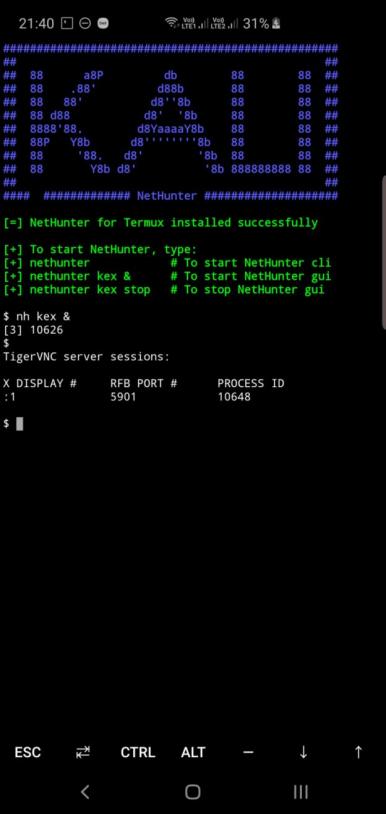 21:40 Vo)) LTE1 Vo)) LTE2 31%
##################################################
##                                              ##
##  88      a8P         db        88        88  ##
##  88    .88'         d88b       88        88  ##
##  88   88'          d8''8b      88        88  ##
##  88 d88           d8'  '8b     88        88  ##
##  8888'88.        d8YaaaaY8b    88        88  ##
##  88P   Y8b      d8''''''''8b   88        88  ##
##  88     '88.   d8'        '8b  88        88  ##
##  88       Y8b d8'          '8b 888888888 88  ##
##                                              ##
####  ############# NetHunter ####################
[=] NetHunter for Termux installed successfully
[+] To start NetHunter, type:
[+] nethunter            # To start NetHunter cli
[+] nethunter kex &      # To start NetHunter gui
[+] nethunter kex stop   # To stop NetHunter gui
$ nh kex &
[3] 10626
$
TigerVNC server sessions:
X DISPLAY #     RFB PORT #      PROCESS ID
:1              5901            10648
$
ESC CTRL ALT — ↓ ↑